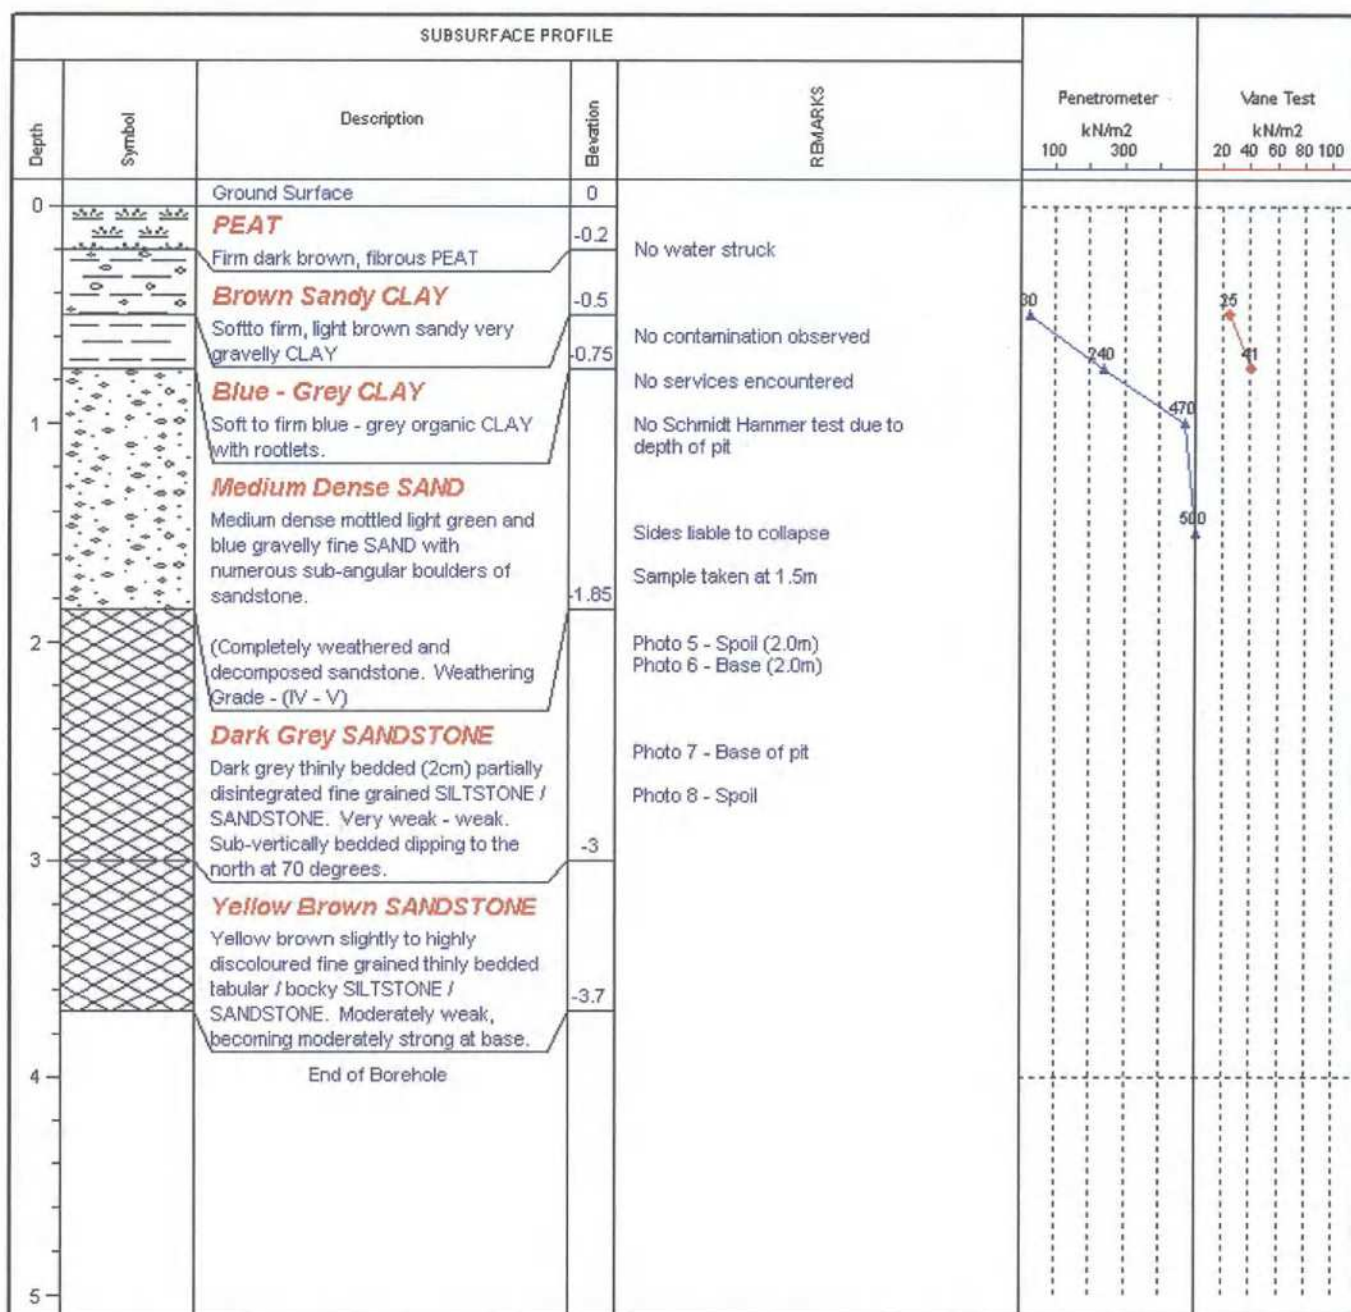 SUBSURFACE PROFILE
Depth
Symbol
Description
Elevation
REMARKS
Penetrometer
kN/m2
100 300
Vane Test
kN/m2
20 40 60 80 100
Ground Surface
0
0
PEAT
-0.2
Firm dark brown, fibrous PEAT
No water struck
Brown Sandy CLAY
-0.5
30
25
Softto firm, light brown sandy very
gravelly CLAY
No contamination observed
-0.75
240
41
Blue - Grey CLAY
No services encountered
470
1
Soft to firm blue - grey organic CLAY
with rootlets.
No Schmidt Hammer test due to
depth of pit
Medium Dense SAND
Medium dense mottled light green and
blue gravelly fine SAND with
numerous sub-angular boulders of
sandstone.
500
Sides liable to collapse
Sample taken at 1.5m
-1.85
2
(Completely weathered and
decomposed sandstone. Weathering
Grade - (IV - V)
Photo 5 - Spoil (2.0m)
Photo 6 - Base (2.0m)
Dark Grey SANDSTONE
Photo 7 - Base of pit
Dark grey thinly bedded (2cm) partially
disintegrated fine grained SILTSTONE /
SANDSTONE. Very weak - weak.
Sub-vertically bedded dipping to the
north at 70 degrees.
Photo 8 - Spoil
-3
3
Yellow Brown SANDSTONE
Yellow brown slightly to highly
discoloured fine grained thinly bedded
tabular / bocky SILTSTONE /
SANDSTONE. Moderately weak,
becoming moderately strong at base.
-3.7
End of Borehole
4
5